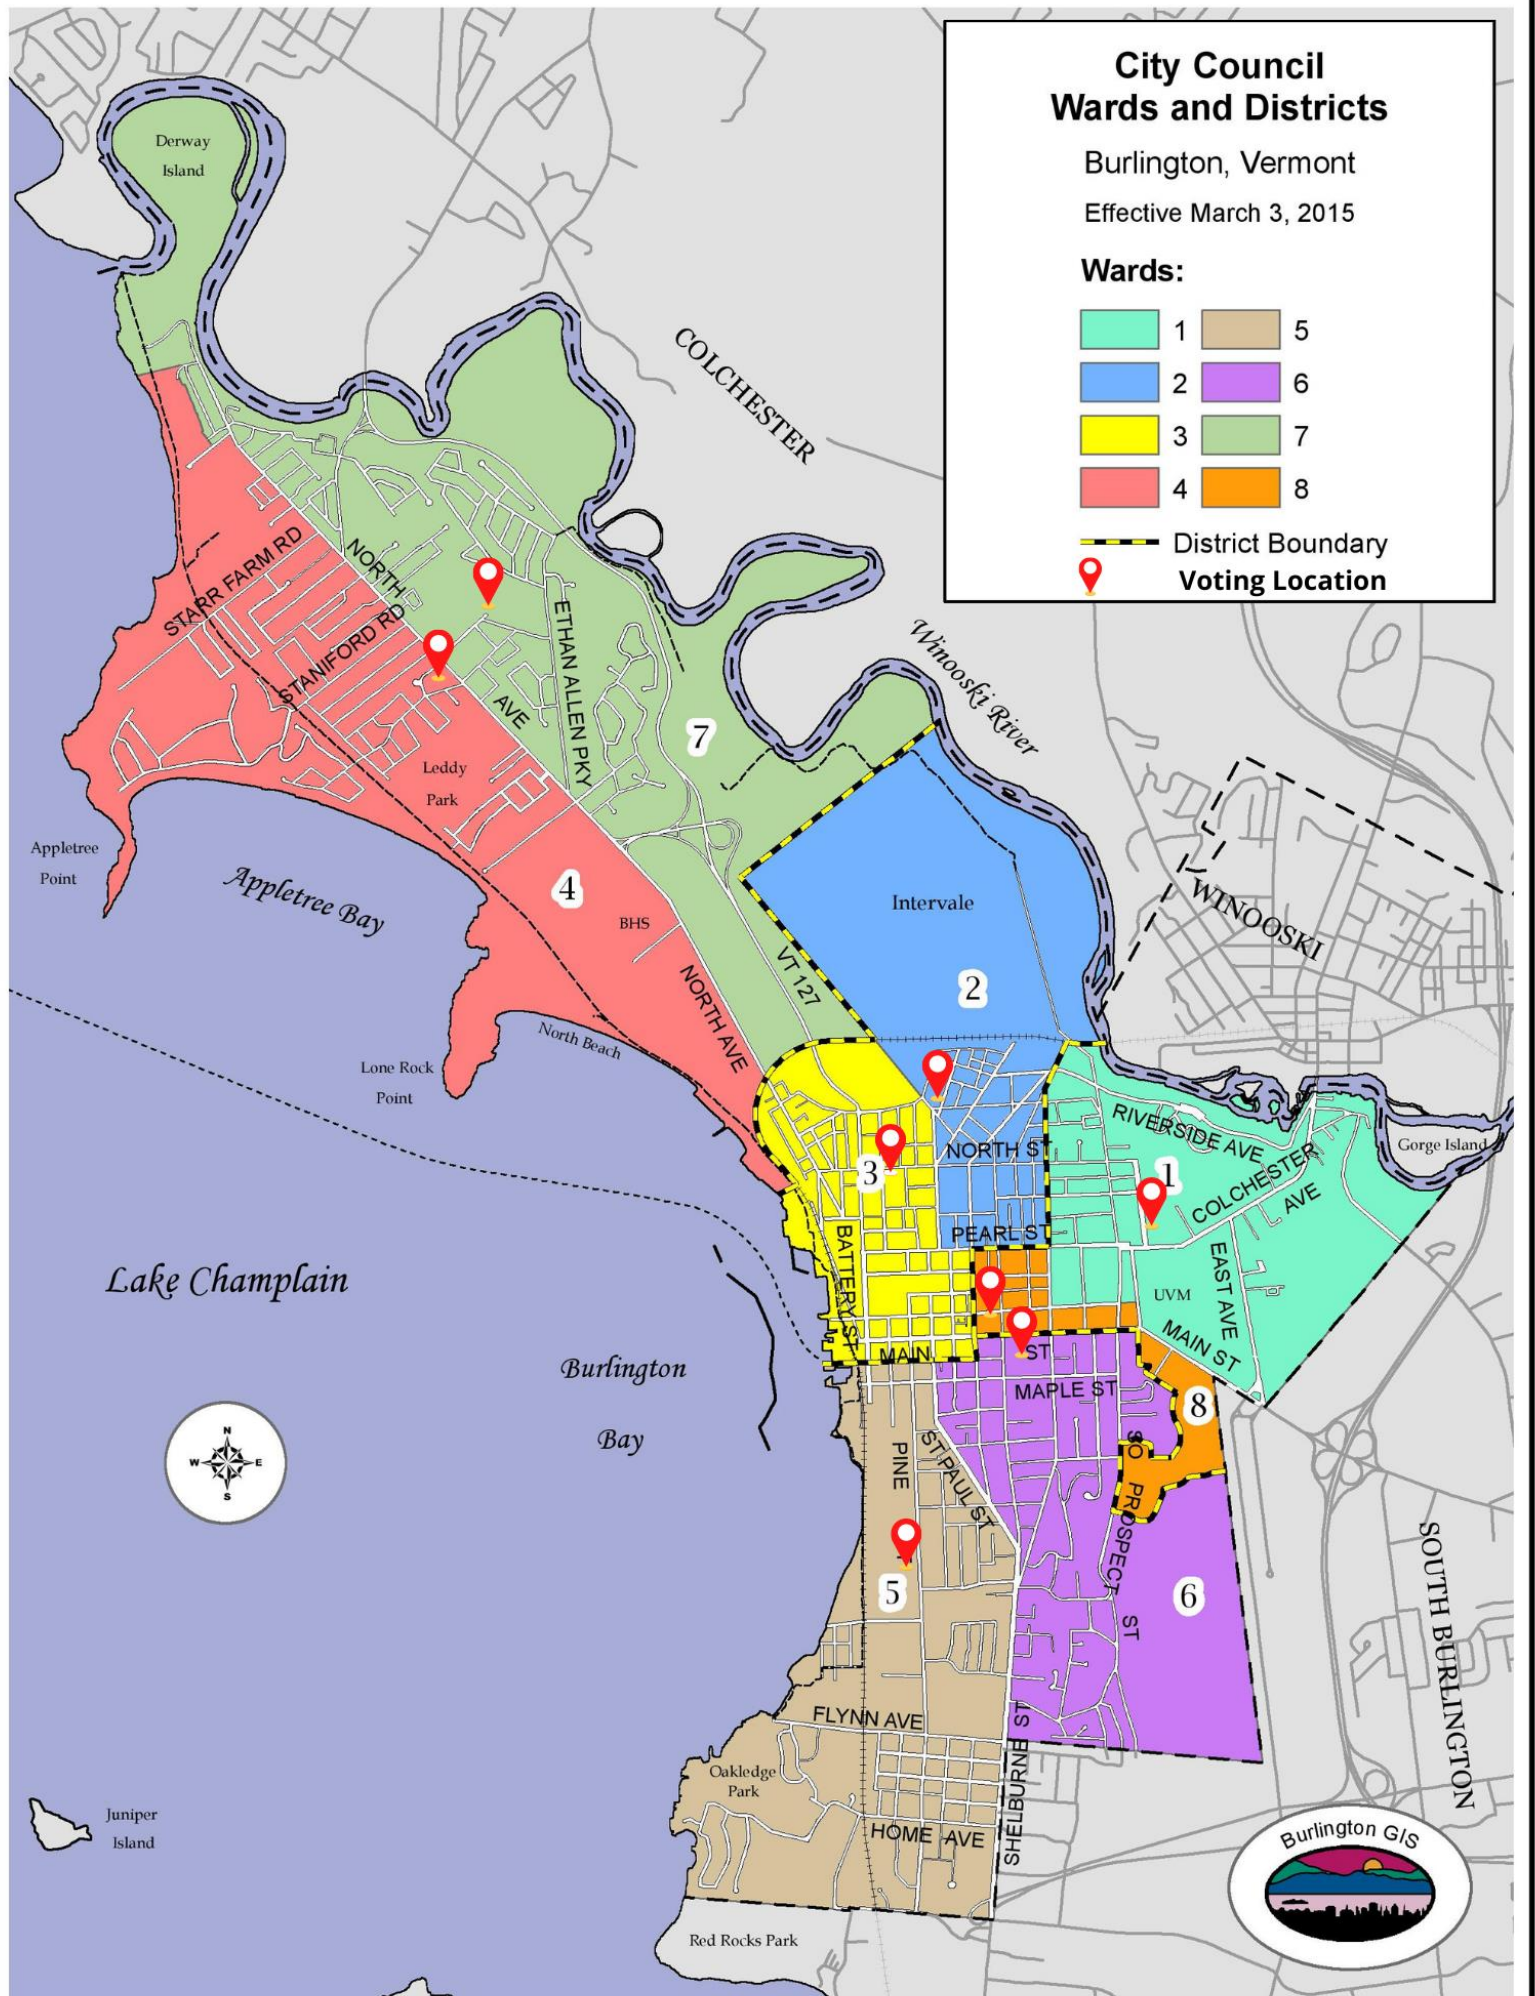 City Council
Wards and Districts
Burlington, Vermont
Effective March 3, 2015
Wards:
1 5
2 6
3 7
4 8
District Boundary
Voting Location
Derway
Island
COLCHESTER
STARR FARM RD
NORTH
STANIFORD RD
AVE
ETHAN ALLEN PKY
Winooski River
7
Leddy
Park
Appletree
Point
Appletree Bay
4
BHS
Intervale
WINOOSKI
2
VT 127
NORTH AVE
North Beach
Lone Rock
Point
RIVERSIDE AVE
Gorge Island
NORTH ST
3
1
COLCHESTER
AVE
PEARL ST
BATTERY ST
EAST AVE
UVM
Lake Champlain
MAIN ST
MAIN
ST
Burlington
Bay
MAPLE ST
8
N
W E
S
PINE
ST PAUL ST
SO PROSPECT
ST
5
6
SOUTH BURLINGTON
FLYNN AVE
SHELBURNE ST
Oakledge
Park
HOME AVE
Juniper
Island
Burlington GIS
Red Rocks Park